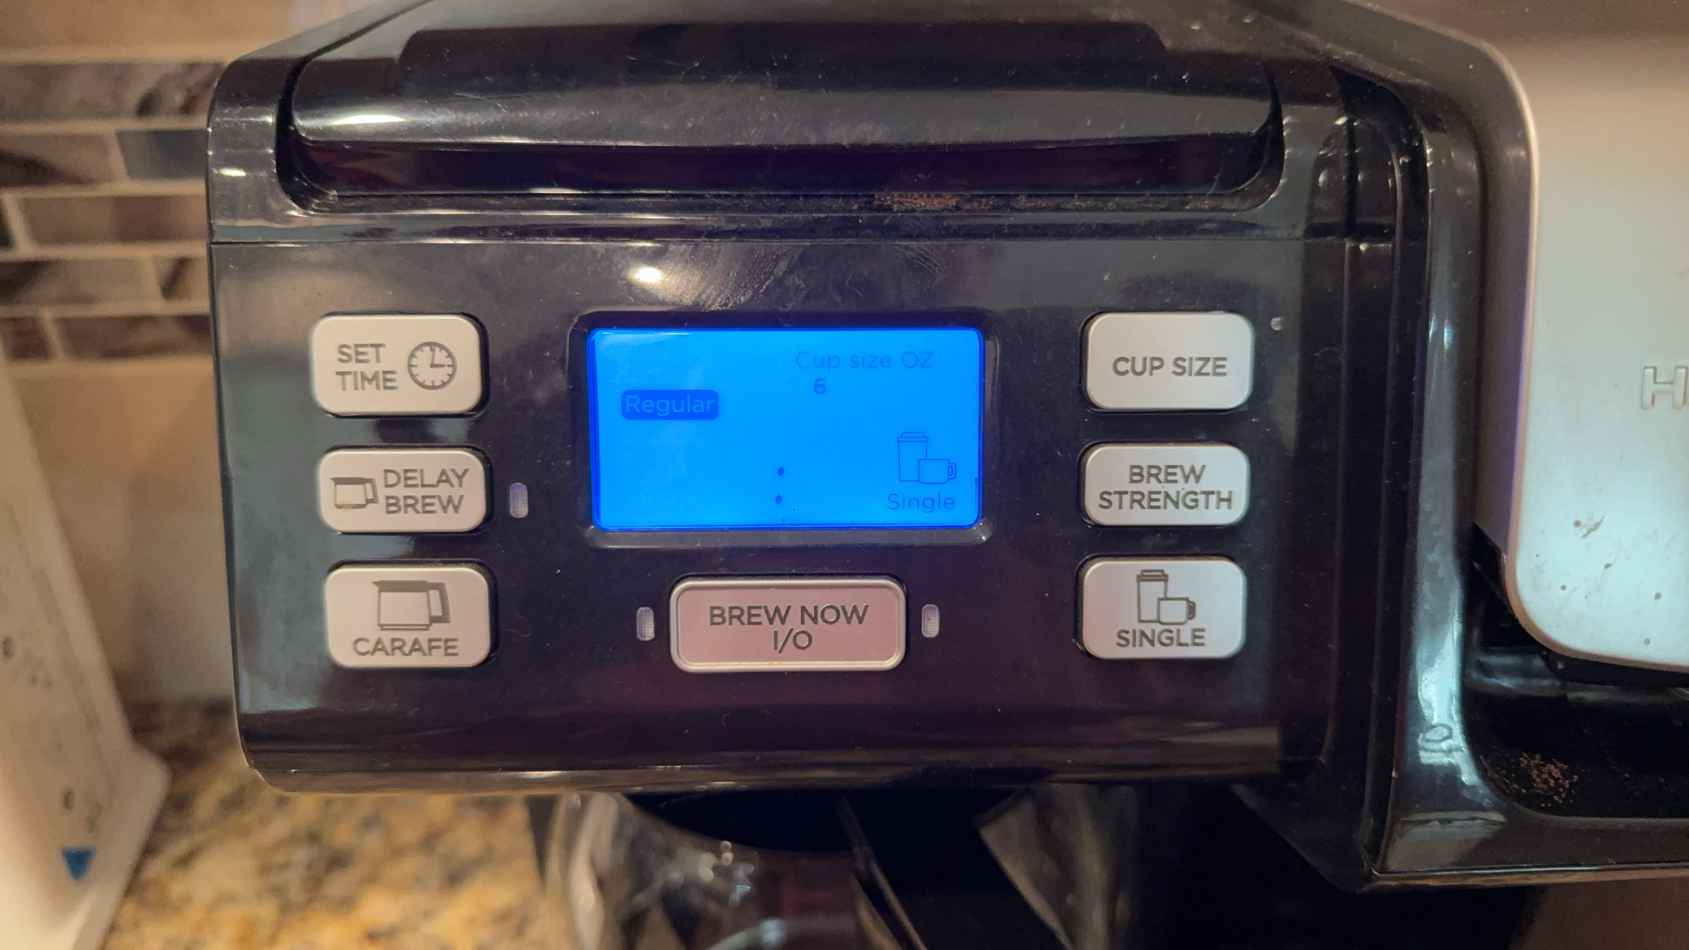 SET
TIME
DELAY
BREW
CARAFE
Cup size OZ
6
Regular
:
Single
BREW NOW
I/O
CUP SIZE
BREW
STRENGTH
SINGLE
H